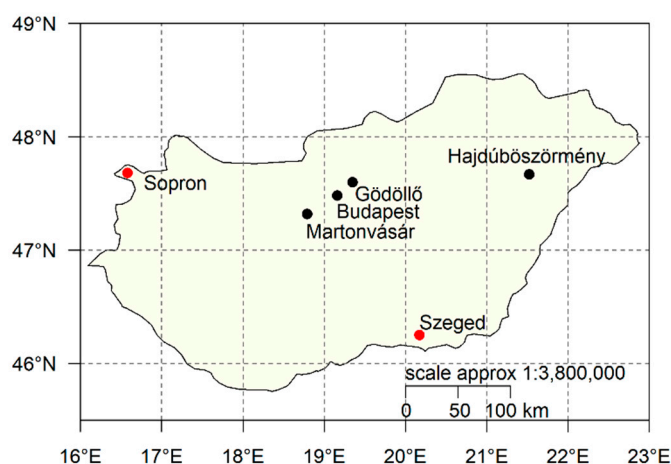 49°N
48°N
Hajdúböszörmény
Sopron
Gödöllő
Budapest
Martonvásár
47°N
Szeged
46°N
scale approx 1:3,800,000
0 50 100 km
16°E 17°E 18°E 19°E 20°E 21°E 22°E 23°E